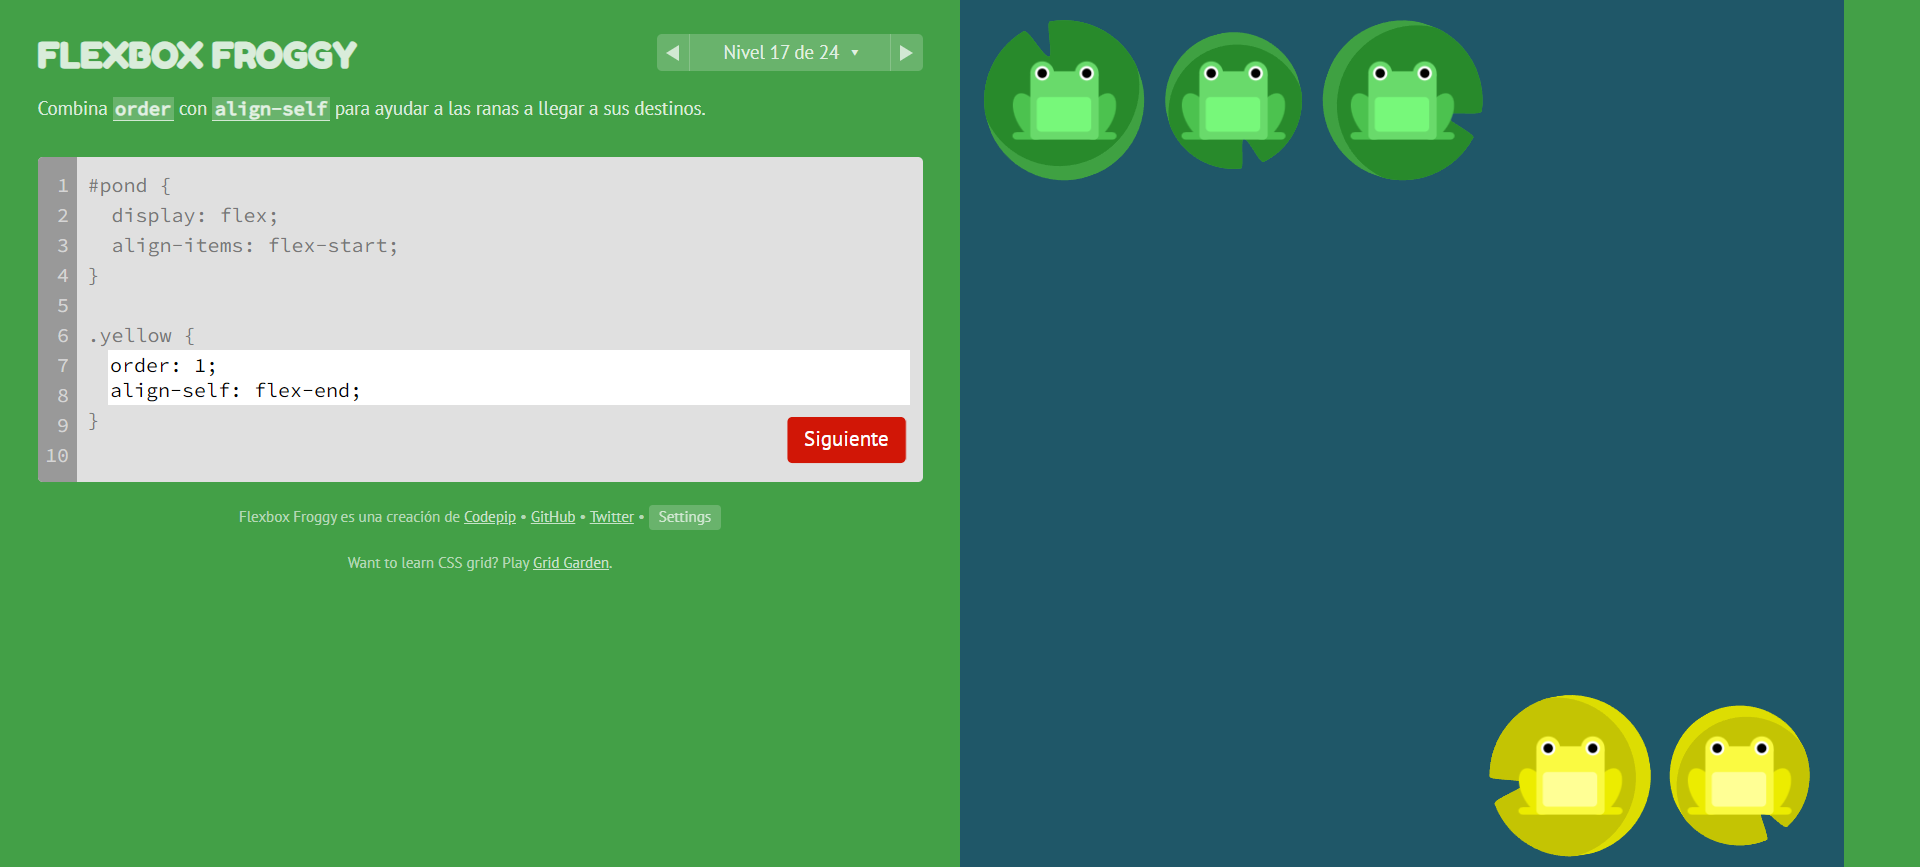 FLEXBOX FROGGY
Nivel 17 de 24 ▾
Combina order con align-self para ayudar a las ranas a llegar a sus destinos.
1 #pond {
2 display: flex;
3 align-items: flex-start;
4 }
5
6 .yellow {
7 order: 1;
8 align-self: flex-end;
9 }
10
Siguiente
Flexbox Froggy es una creación de Codepip • GitHub • Twitter • Settings
Want to learn CSS grid? Play Grid Garden.